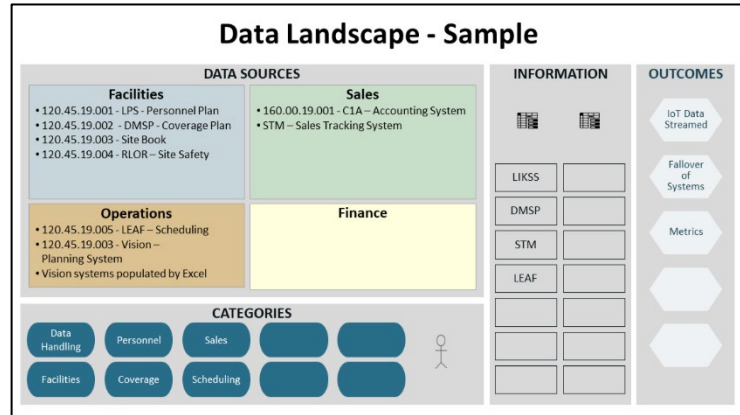 Data Landscape - Sample
DATA SOURCES
Facilities
• 120.45.19.001 - LPS - Personnel Plan
• 120.45.19.002 - DMSP - Coverage Plan
• 120.45.19.003 - Site Book
• 120.45.19.004 - RLOR – Site Safety
Sales
• 160.00.19.001 - C1A – Accounting System
• STM – Sales Tracking System
Operations
• 120.45.19.005 - LEAF – Scheduling
• 120.45.19.003 - Vision –
Planning System
• Vision systems populated by Excel
Finance
CATEGORIES
Data
Handling
Personnel
Sales
Facilities
Coverage
Scheduling
INFORMATION
LIKSS
DMSP
STM
LEAF
OUTCOMES
IoT Data
Streamed
Fallover
of
Systems
Metrics